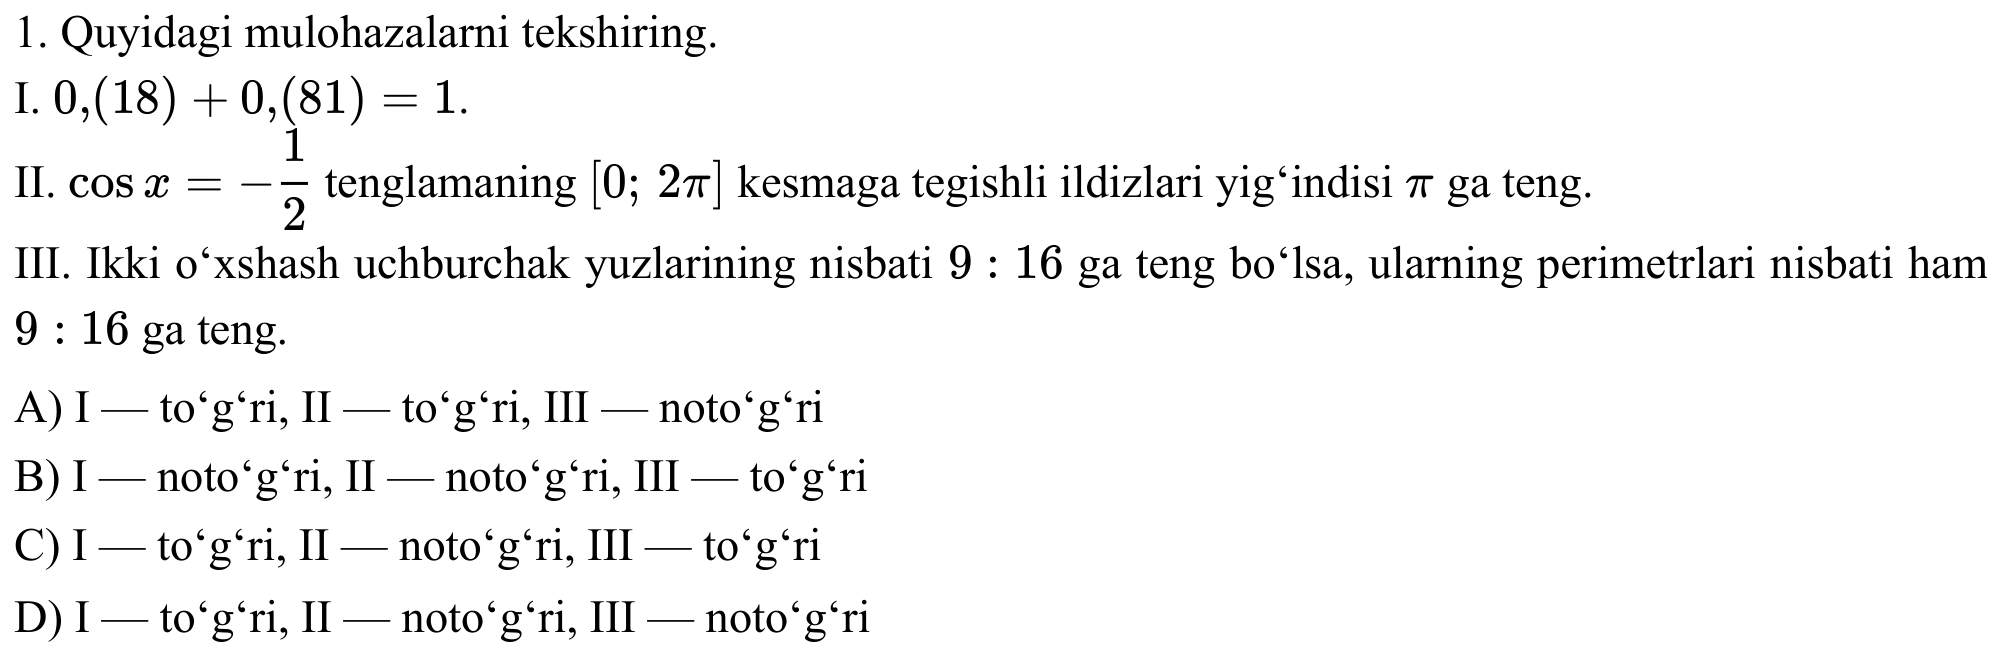 1. Quyidagi mulohazalarni tekshiring.
I. 0,(18) + 0,(81) = 1.
II. cos x = −1/2 tenglamaning [0; 2π] kesmaga tegishli ildizlari yig‘indisi π ga teng.
III. Ikki o‘xshash uchburchak yuzlarining nisbati 9 : 16 ga teng bo‘lsa, ularning perimetrlari nisbati ham
9 : 16 ga teng.
A) I — to‘g‘ri, II — to‘g‘ri, III — noto‘g‘ri
B) I — noto‘g‘ri, II — noto‘g‘ri, III — to‘g‘ri
C) I — to‘g‘ri, II — noto‘g‘ri, III — to‘g‘ri
D) I — to‘g‘ri, II — noto‘g‘ri, III — noto‘g‘ri